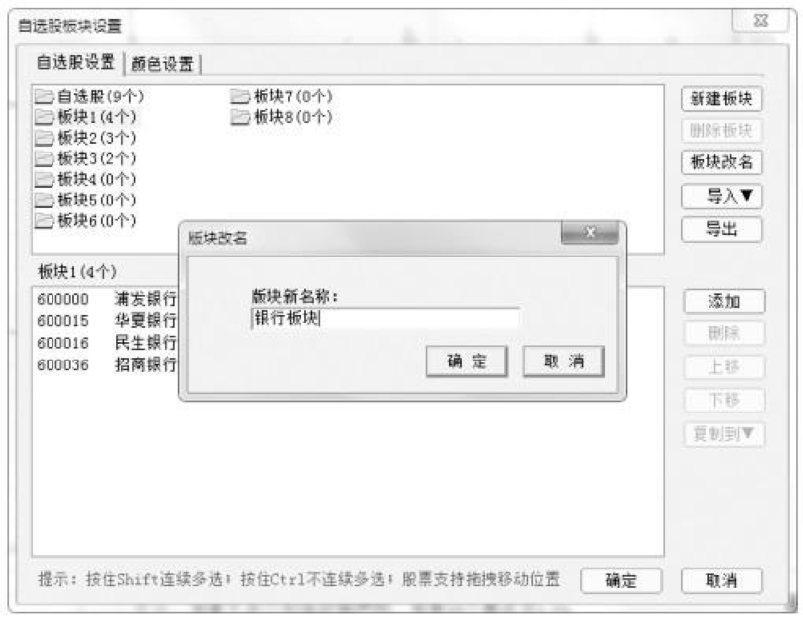 自选股板块设置
自选股设置 颜色设置
自选股(9个) 板块7(0个)
板块1(4个) 板块8(0个)
板块2(3个)
板块3(2个)
板块4(0个)
板块5(0个)
板块6(0个)
新建板块
删除板块
板块改名
导入▼
导出
版块改名
版块新名称:
银行板块
确 定 取 消
板块1(4个)
600000 浦发银行
600015 华夏银行
600016 民生银行
600036 招商银行
添加
删除
上移
下移
复制到▼
提示: 按住Shift连续多选; 按住Ctrl不连续多选; 股票支持拖拽移动位置 确定 取消